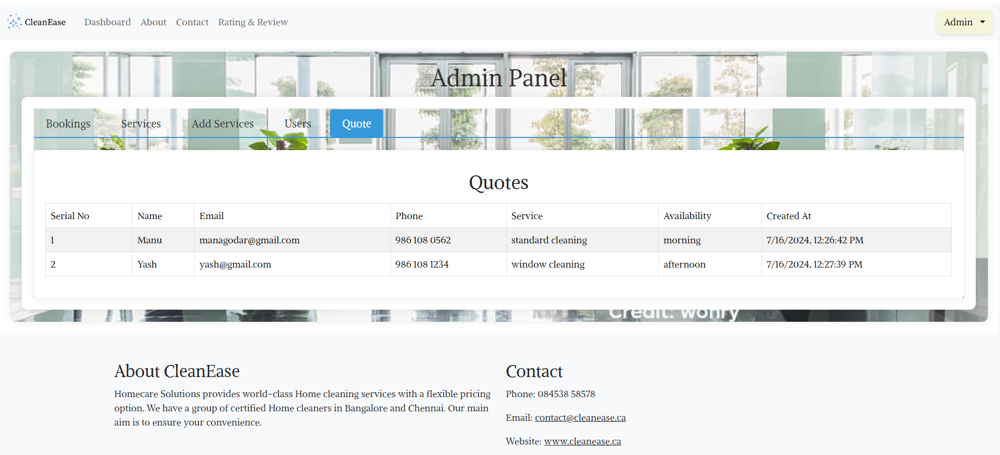 CleanEase Dashboard About Contact Rating & Review Admin
Admin Panel
Bookings Services Add Services Users Quote
Quotes
Serial No Name Email Phone Service Availability Created At
1 Manu managodar@gmail.com 986 108 0562 standard cleaning morning 7/16/2024, 12:26:42 PM
2 Yash yash@gmail.com 986 108 1234 window cleaning afternoon 7/16/2024, 12:27:39 PM
Credit: wonry
About CleanEase
Homecare Solutions provides world-class Home cleaning services with a flexible pricing
option. We have a group of certified Home cleaners in Bangalore and Chennai. Our main
aim is to ensure your convenience.
Contact
Phone: 084538 58578
Email: contact@cleanease.ca
Website: www.cleanease.ca